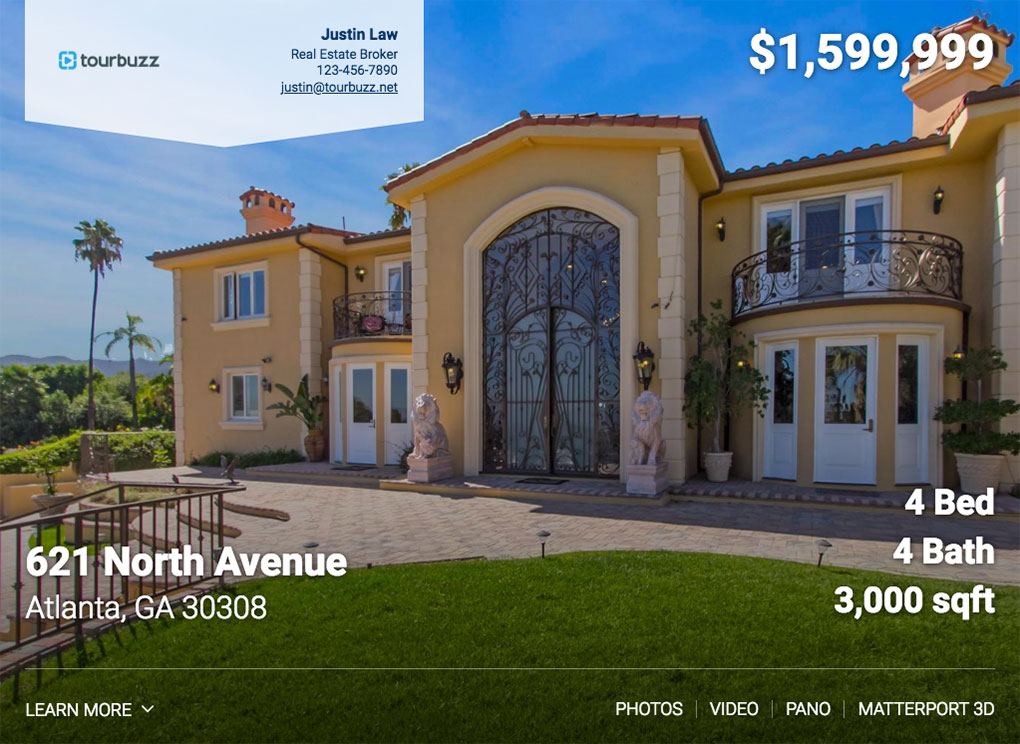 tourbuzz
Justin Law
Real Estate Broker
123-456-7890
justin@tourbuzz.net
$1,599,999
4 Bed
4 Bath
3,000 sqft
621 North Avenue
Atlanta, GA 30308
LEARN MORE
PHOTOS | VIDEO | PANO | MATTERPORT 3D